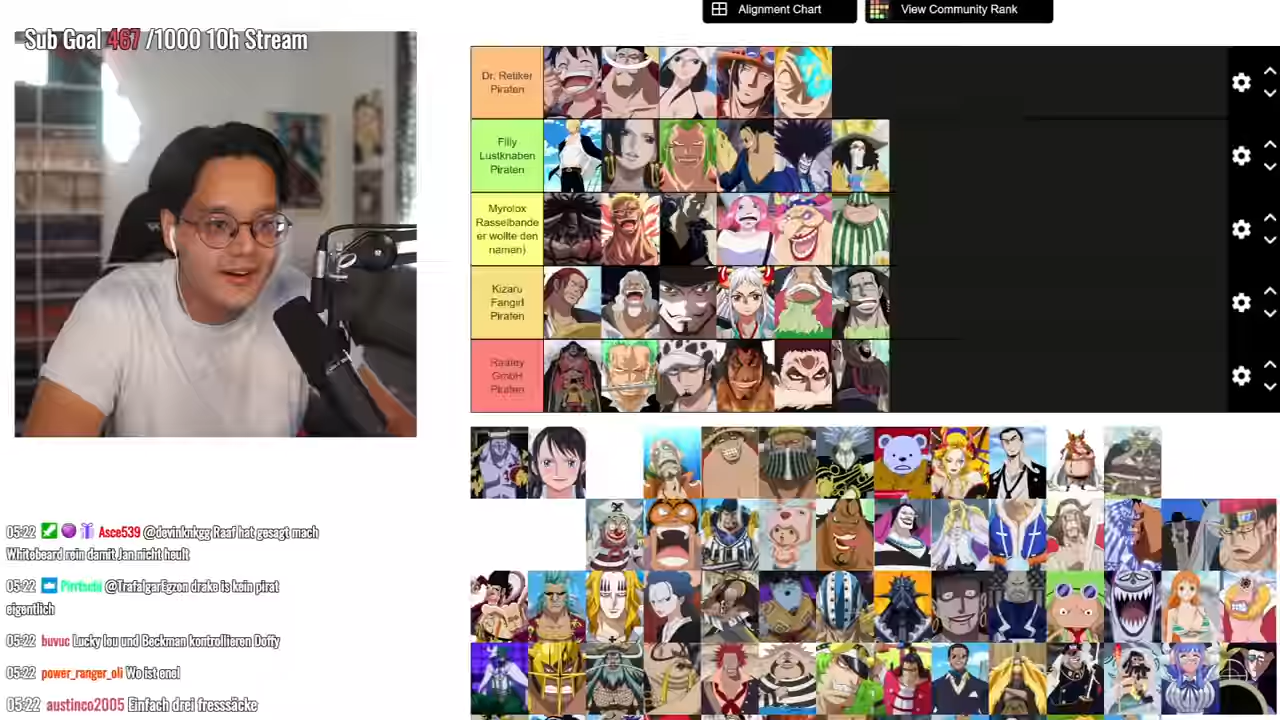 Alignment Chart
View Community Rank
Sub Goal 467 /1000 10h Stream
Dr. Retiker
Piraten
Filly
Lustknaben
Piraten
Myrolox
Rasselbande
er wollte den
namen)
Kizaru
Fangirl
Piraten
GmbH
Piraten
05:22 Asce539 @devinknkgg Raaf hat gesagt mach
Whitebeard rein damit Jan nicht heult
05:22 @TrafalgarEgzon drake is kein pirat
eigentlich
05:22 buvuc Lucky lou und Beckman kontrollieren Doffy
05:22 power_ranger_oli Wo ist enel
05:22 austinco2005 Einfach drei fresssäcke